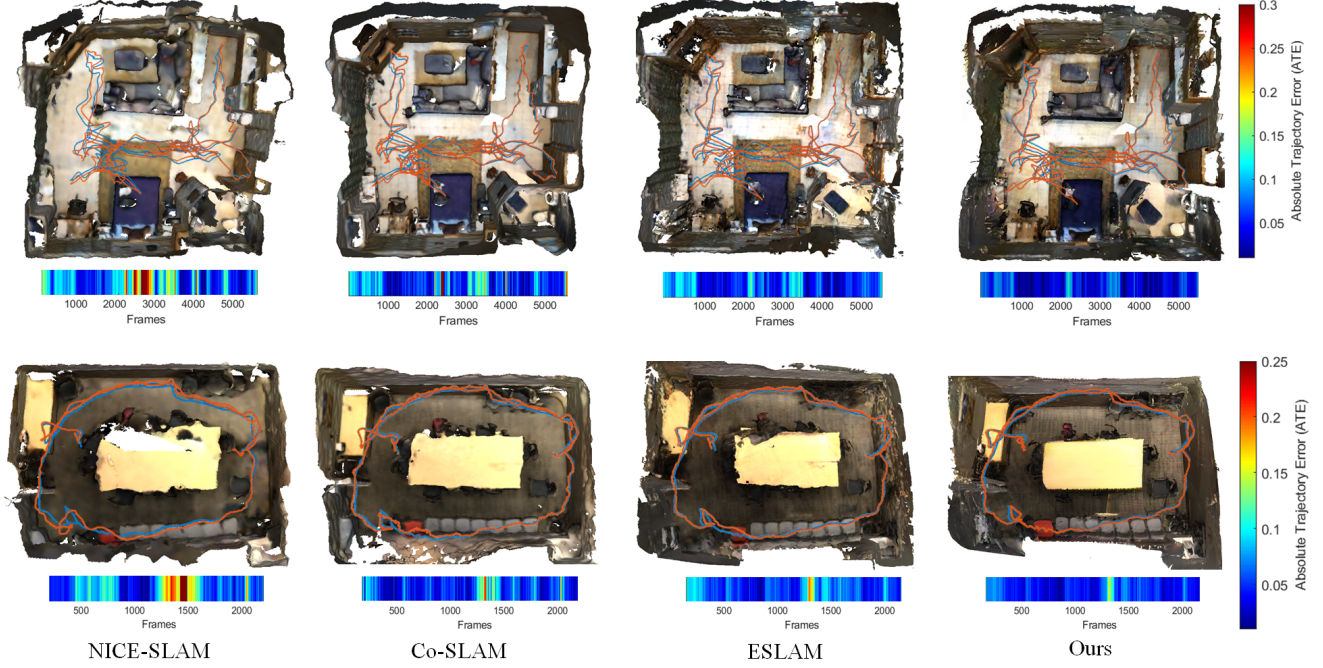 0.3
0.25
0.2
0.15
0.1
0.05
Absolute Trajectory Error (ATE)
1000 2000 3000 4000 5000
Frames
1000 2000 3000 4000 5000
Frames
1000 2000 3000 4000 5000
Frames
1000 2000 3000 4000 5000
Frames
0.25
0.2
0.15
0.1
0.05
Absolute Trajectory Error (ATE)
500 1000 1500 2000
Frames
500 1000 1500 2000
Frames
500 1000 1500 2000
Frames
500 1000 1500 2000
Frames
NICE-SLAM Co-SLAM ESLAM Ours